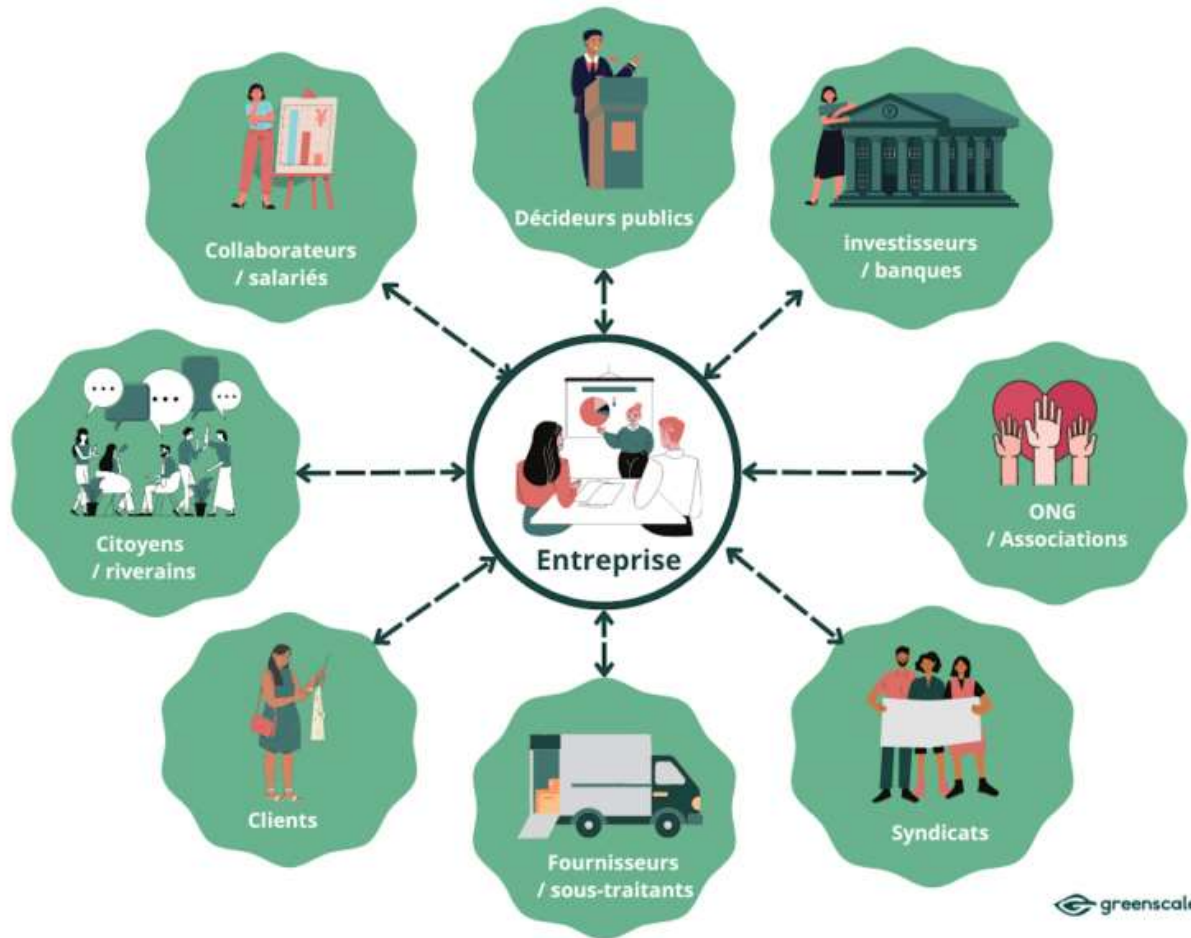 Décideurs publics
Collaborateurs
/ salariés
investisseurs
/ banques
Citoyens
/ riverains
Entreprise
ONG
/ Associations
Clients
Fournisseurs
/ sous-traitants
Syndicats
greenscale